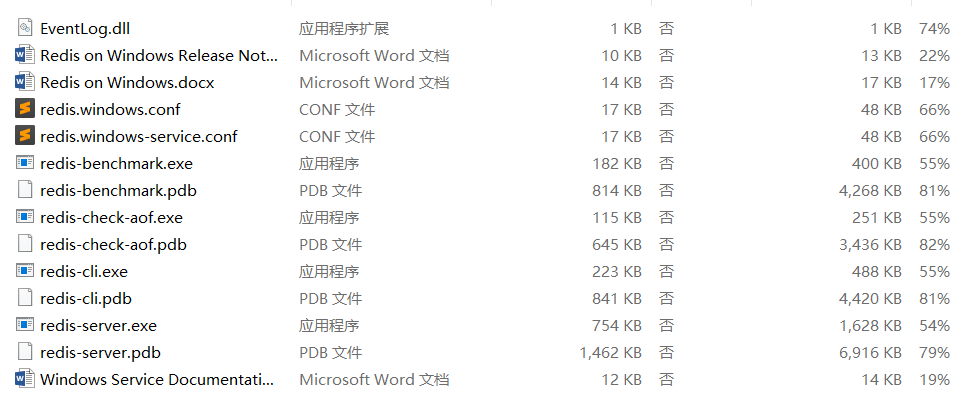 EventLog.dll 应用程序扩展 1 KB 否 1 KB 74%
Redis on Windows Release Not... Microsoft Word 文档 10 KB 否 13 KB 22%
Redis on Windows.docx Microsoft Word 文档 14 KB 否 17 KB 17%
redis.windows.conf CONF 文件 17 KB 否 48 KB 66%
redis.windows-service.conf CONF 文件 17 KB 否 48 KB 66%
redis-benchmark.exe 应用程序 182 KB 否 400 KB 55%
redis-benchmark.pdb PDB 文件 814 KB 否 4,268 KB 81%
redis-check-aof.exe 应用程序 115 KB 否 251 KB 55%
redis-check-aof.pdb PDB 文件 645 KB 否 3,436 KB 82%
redis-cli.exe 应用程序 223 KB 否 488 KB 55%
redis-cli.pdb PDB 文件 841 KB 否 4,420 KB 81%
redis-server.exe 应用程序 754 KB 否 1,628 KB 54%
redis-server.pdb PDB 文件 1,462 KB 否 6,916 KB 79%
Windows Service Documentati... Microsoft Word 文档 12 KB 否 14 KB 19%